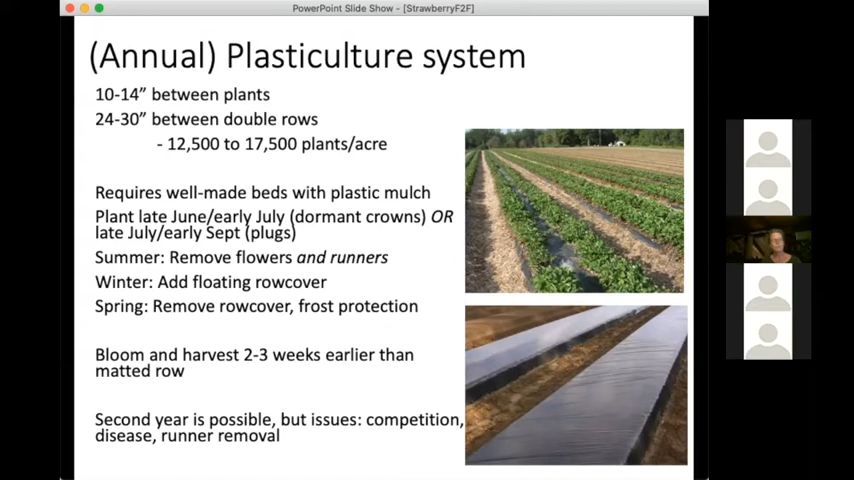 PowerPoint Slide Show - [StrawberryF2F]
(Annual) Plasticulture system
10-14” between plants
24-30” between double rows
- 12,500 to 17,500 plants/acre
Requires well-made beds with plastic mulch
Plant late June/early July (dormant crowns) OR
late July/early Sept (plugs)
Summer: Remove flowers and runners
Winter: Add floating rowcover
Spring: Remove rowcover, frost protection
Bloom and harvest 2-3 weeks earlier than
matted row
Second year is possible, but issues: competition,
disease, runner removal